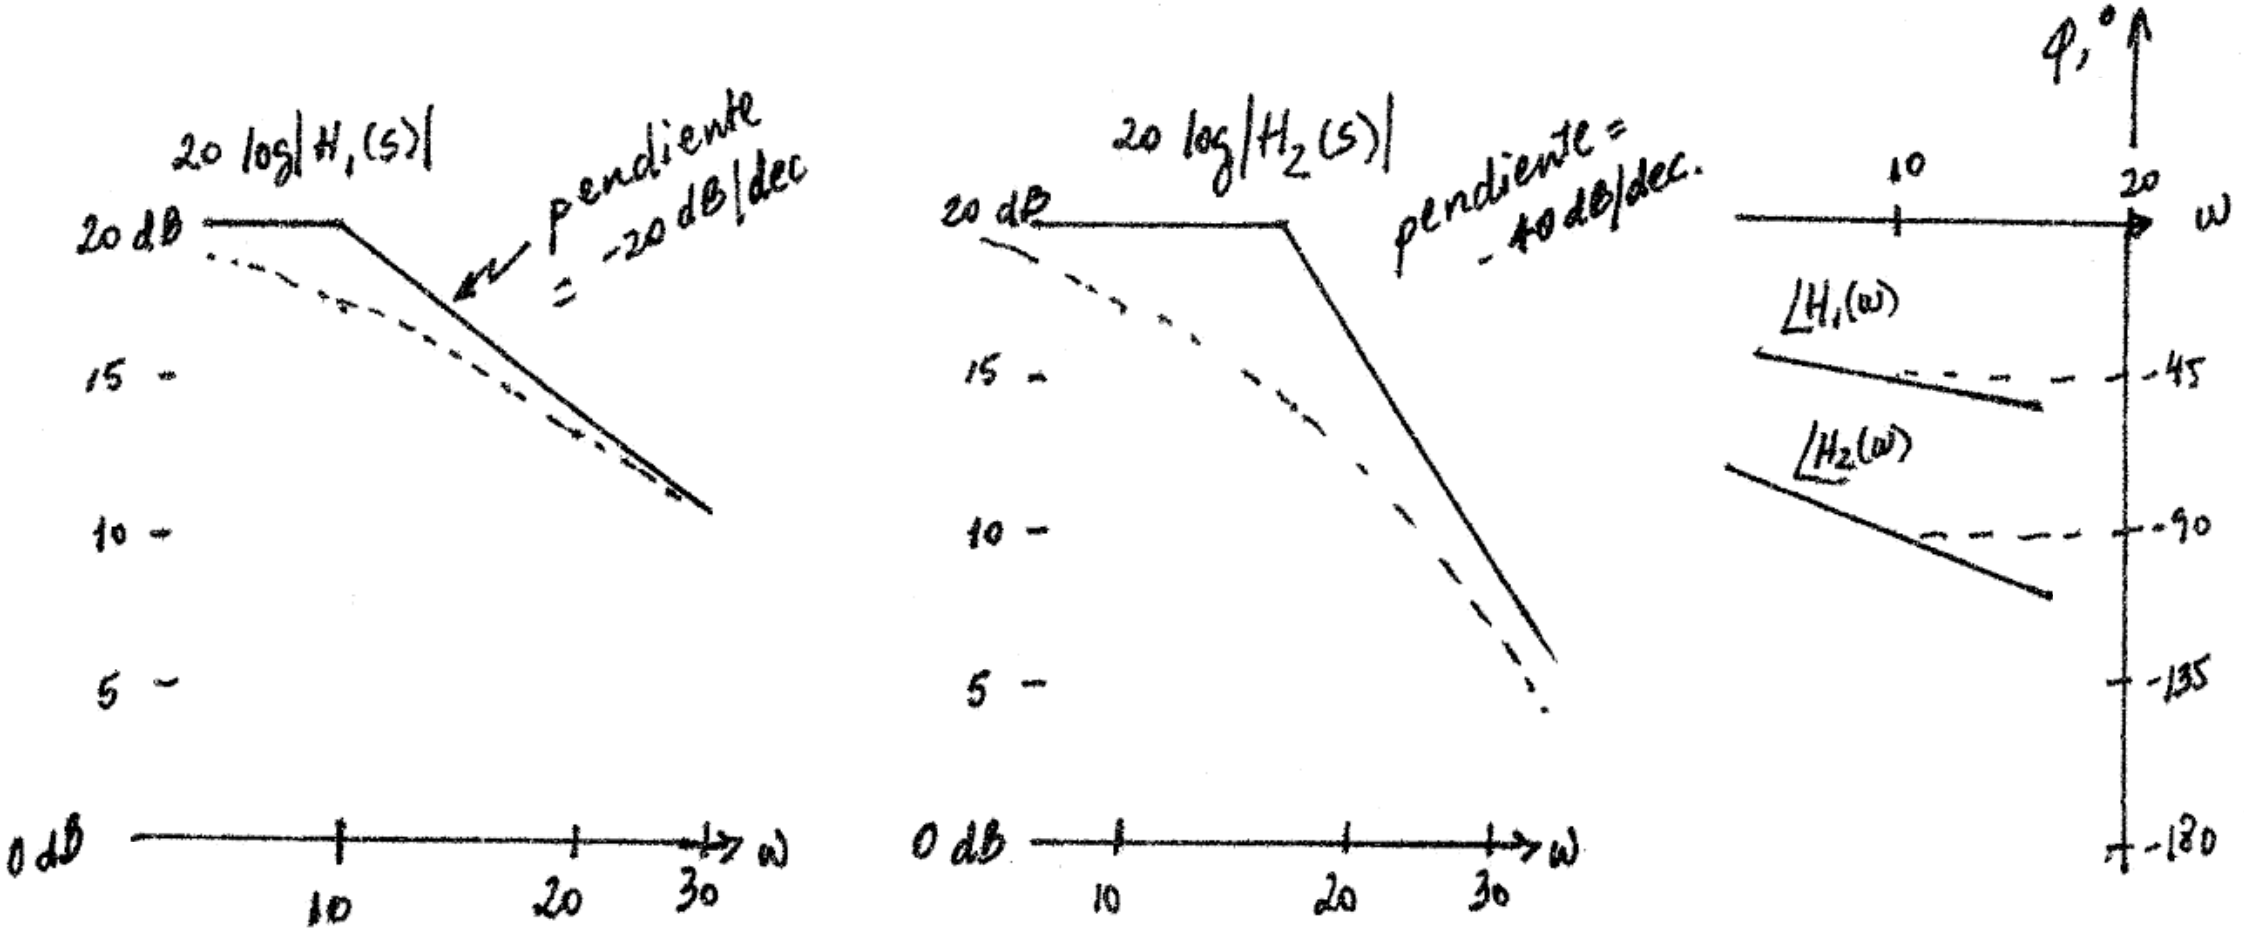 20 log|H₁(s)|
pendiente
= -20 dB/dec
20 dB
15
10
5
0 dB
10
20
30
ω
20 log|H₂(s)|
pendiente =
- 40 dB/dec.
20 dB
15
10
5
0 dB
10
20
30
ω
φ, °
10
20
ω
∠H₁(ω)
-45
∠H₂(ω)
-90
-135
-180